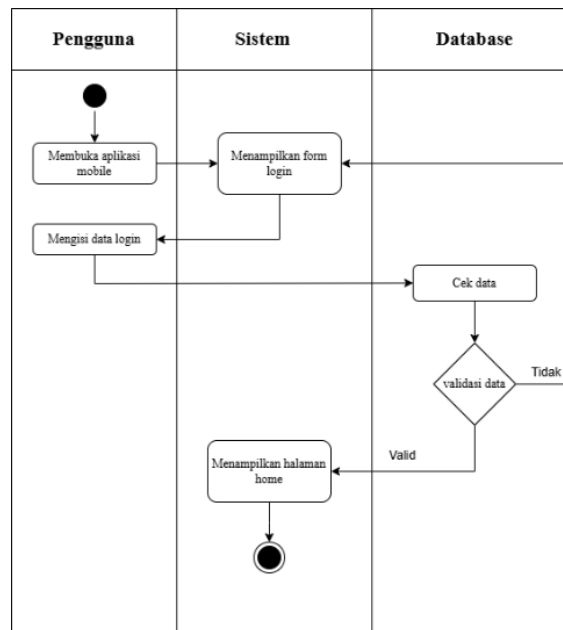 Pengguna
Sistem
Database
Membuka aplikasi
mobile
Menampilkan form
login
Mengisi data login
Cek data
validasi data
Tidak
Valid
Menampilkan halaman
home